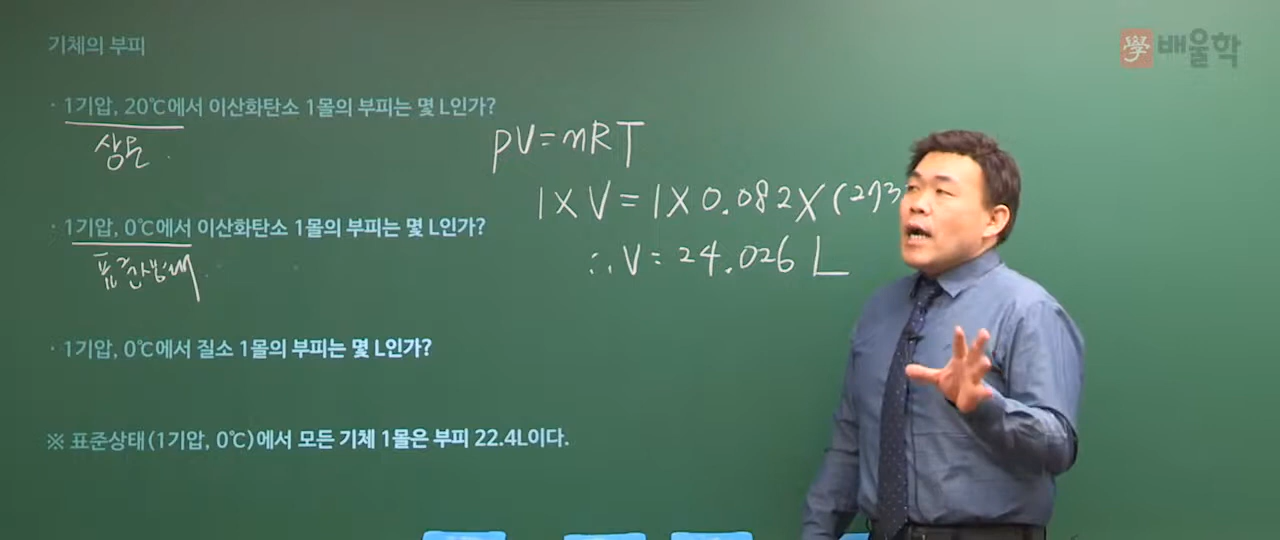 기체의 부피
學 배울학
· 1기압, 20℃에서 이산화탄소 1몰의 부피는 몇 L인가?
상온
PV=nRT
1×V=1×0.082×(273
∴V=24.026 L
· 1기압, 0℃에서 이산화탄소 1몰의 부피는 몇 L인가?
표준상태
· 1기압, 0℃에서 질소 1몰의 부피는 몇 L인가?
※ 표준상태(1기압, 0℃)에서 모든 기체 1몰은 부피 22.4L이다.